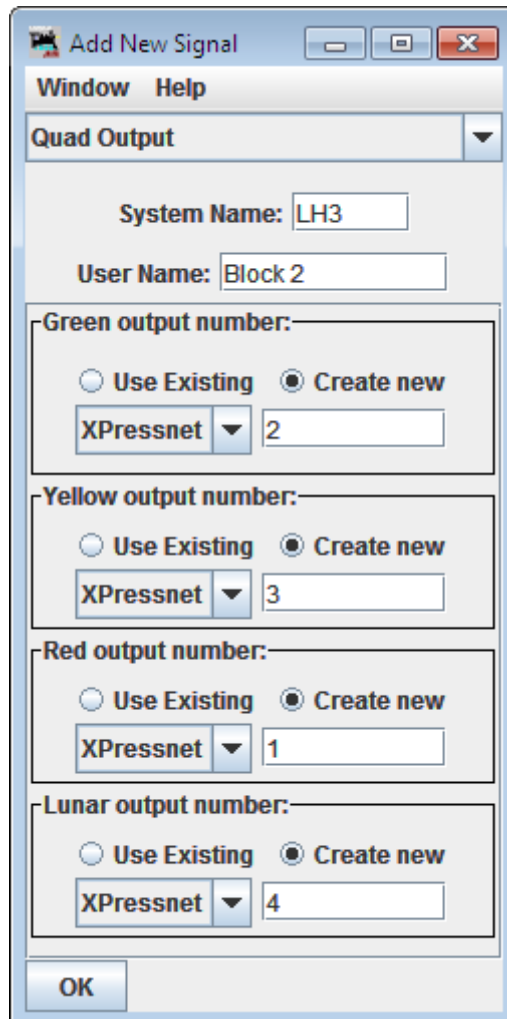 Add New Signal
Window Help
Quad Output
System Name: LH3
User Name: Block 2
Green output number:
Use Existing Create new
XPressnet 2
Yellow output number:
Use Existing Create new
XPressnet 3
Red output number:
Use Existing Create new
XPressnet 1
Lunar output number:
Use Existing Create new
XPressnet 4
OK